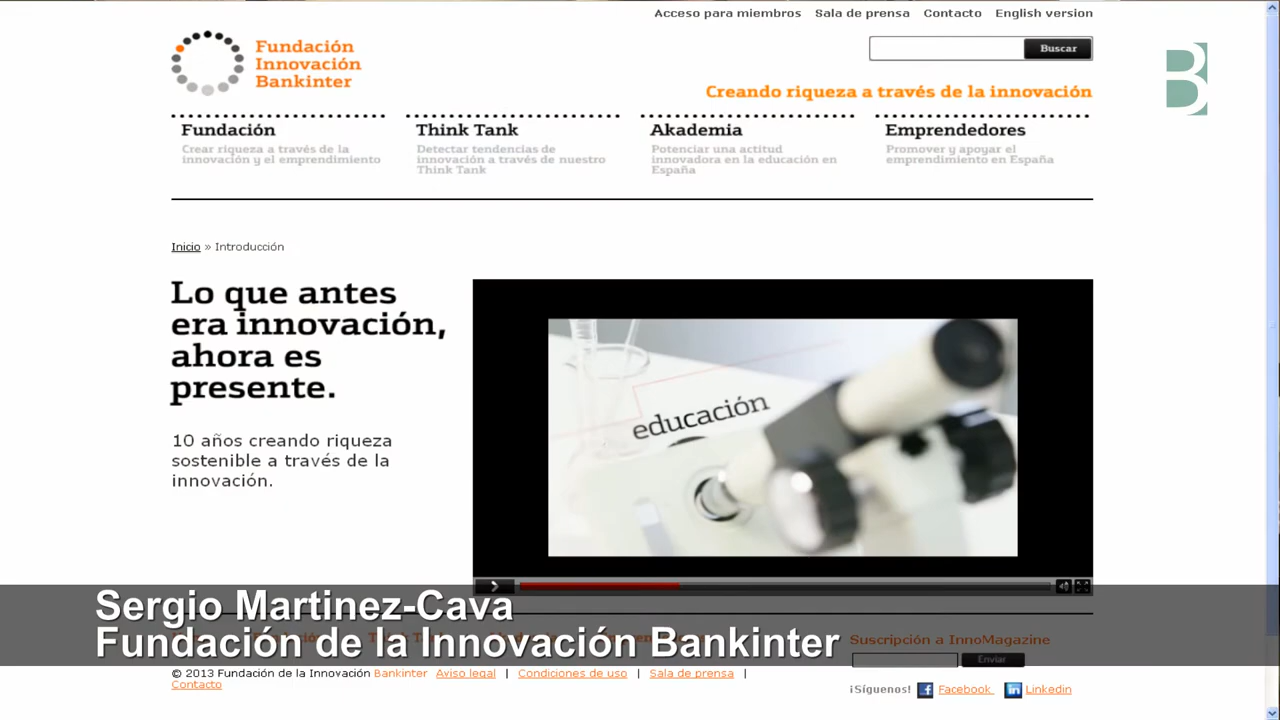 Acceso para miembros Sala de prensa Contacto English version
Fundación
Innovación
Bankinter
Buscar
B
Creando riqueza a través de la innovación
Fundación
Crear riqueza a través de la
innovación y el emprendimiento
Think Tank
Detectar tendencias de
innovación a través de nuestro
Think Tank
Akademia
Potenciar una actitud
innovadora en la educación en
España
Emprendedores
Promover y apoyar el
emprendimiento en España
Inicio » Introducción
Lo que antes
era innovación,
ahora es
presente.
10 años creando riqueza
sostenible a través de la
innovación.
educación
Sergio Martinez-Cava
Fundación de la Innovación Bankinter
Suscripción a InnoMagazine
Enviar
© 2013 Fundación de la Innovación Bankinter Aviso legal | Condiciones de uso | Sala de prensa |
Contacto
¡Síguenos! Facebook Linkedin